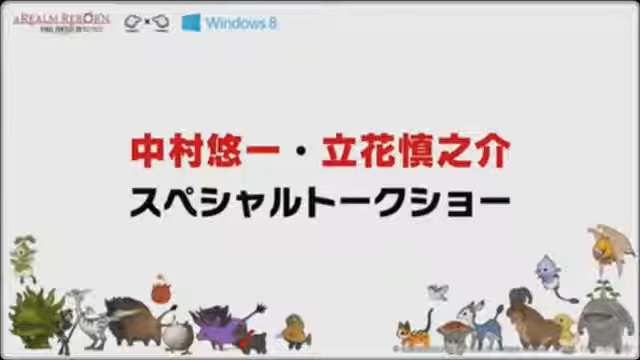 A REALM REBORN
FINAL FANTASY XIV
Windows 8
中村悠一・立花慎之介
スペシャルトークショー